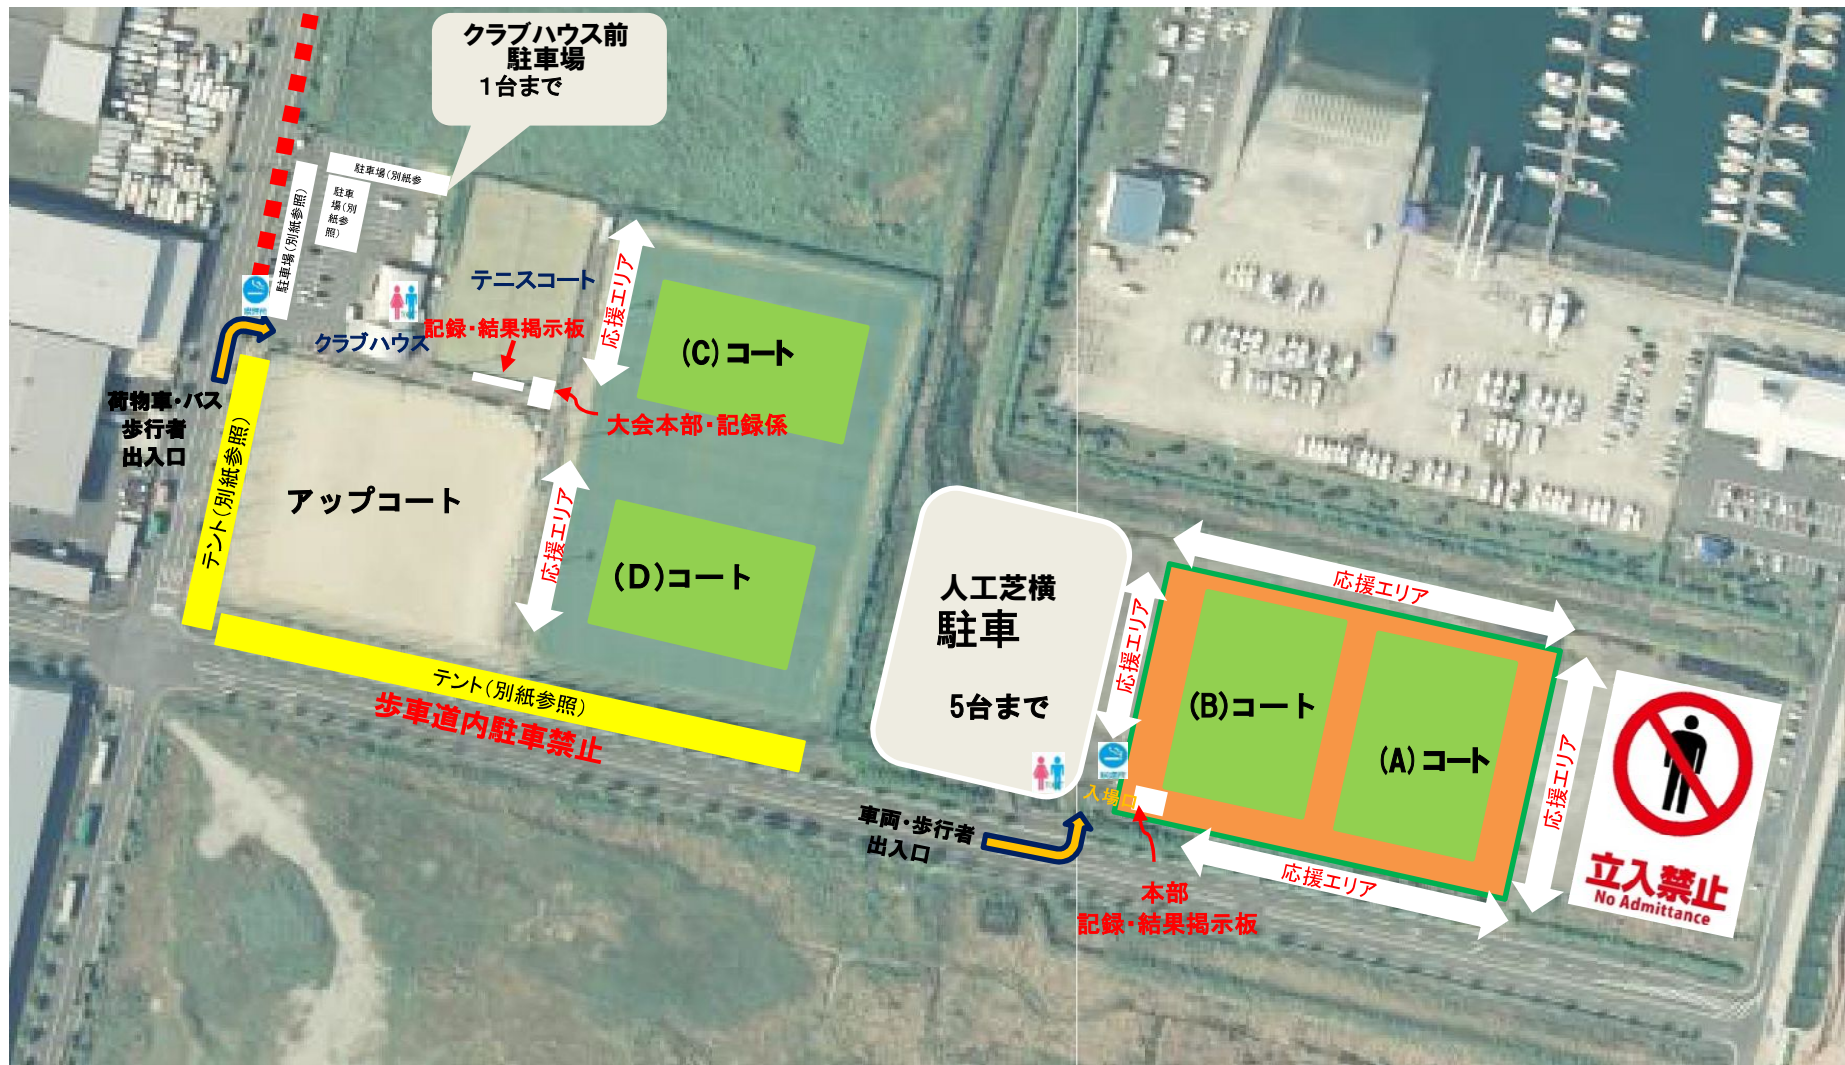 クラブハウス前
駐車場
1台まで
駐車場(別紙参
駐車
場(別
紙参
照)
駐車場(別紙参照)
テニスコート
応援エリア
(C)コート
記録・結果掲示板
クラブハウス
大会本部・記録係
荷物車・バス
歩行者
出入口
テント(別紙参照)
アップコート
応援エリア
(D)コート
テント(別紙参照)
歩車道内駐車禁止
人工芝横
駐車
5台まで
応援エリア
応援エリア
(B)コート
(A)コート
応援エリア
入場口
車両・歩行者
出入口
応援エリア
本部
記録・結果掲示板
立入禁止
No Admittance